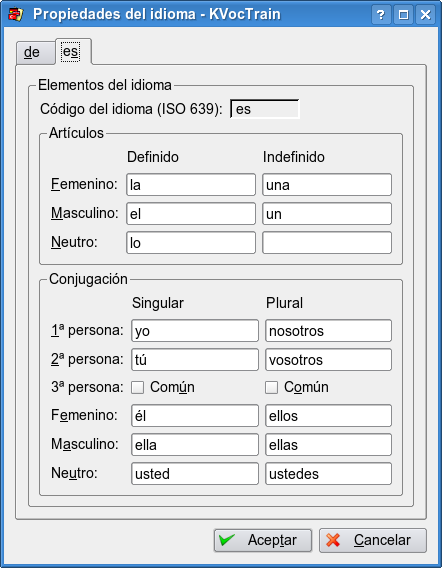 Propiedades del idioma - KVocTrain
de es
Elementos del idioma
Código del idioma (ISO 639): es
Artículos
Definido Indefinido
Femenino: la una
Masculino: el un
Neutro: lo
Conjugación
Singular Plural
1ª persona: yo nosotros
2ª persona: tú vosotros
3ª persona: Común Común
Femenino: él ellos
Masculino: ella ellas
Neutro: usted ustedes
Aceptar Cancelar